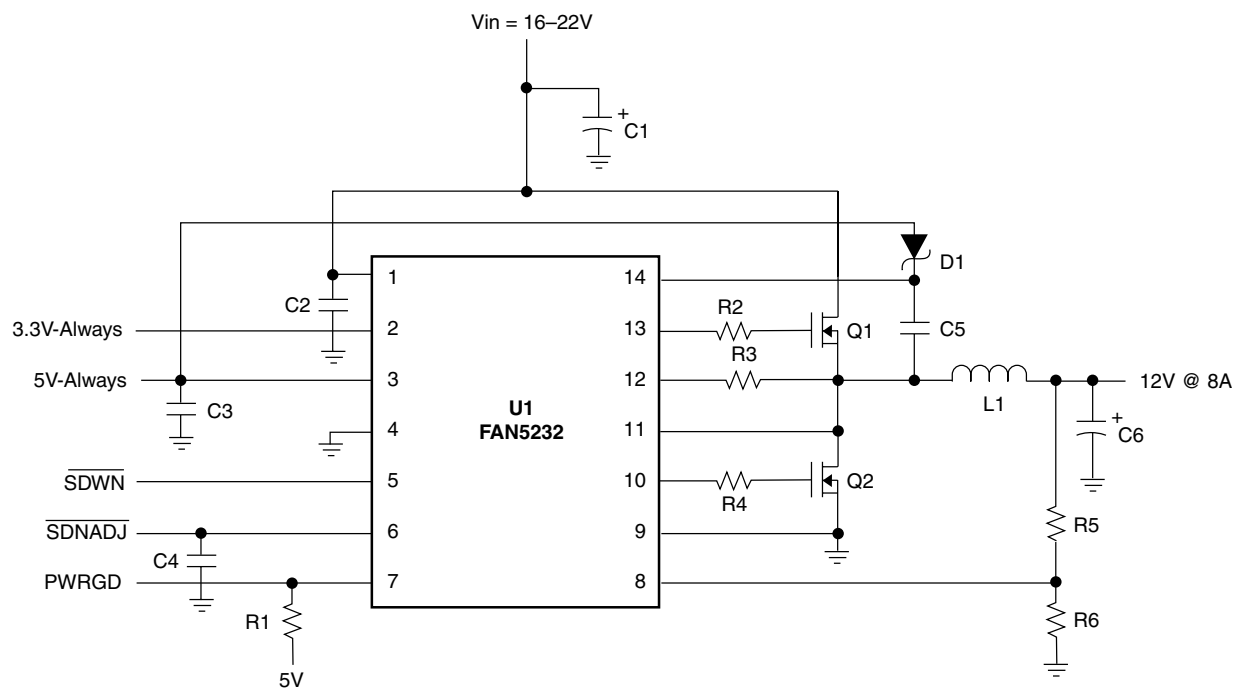 Vin = 16–22V
+
C1
D1
1
14
C2
R2
3.3V-Always
2
13
Q1
C5
R3
5V-Always
3
12
12V @ 8A
L1
C3
U1
FAN5232
+
C6
4
11
SDWN
5
10
Q2
R4
SDNADJ
6
9
R5
C4
PWRGD
7
8
R1
R6
5V